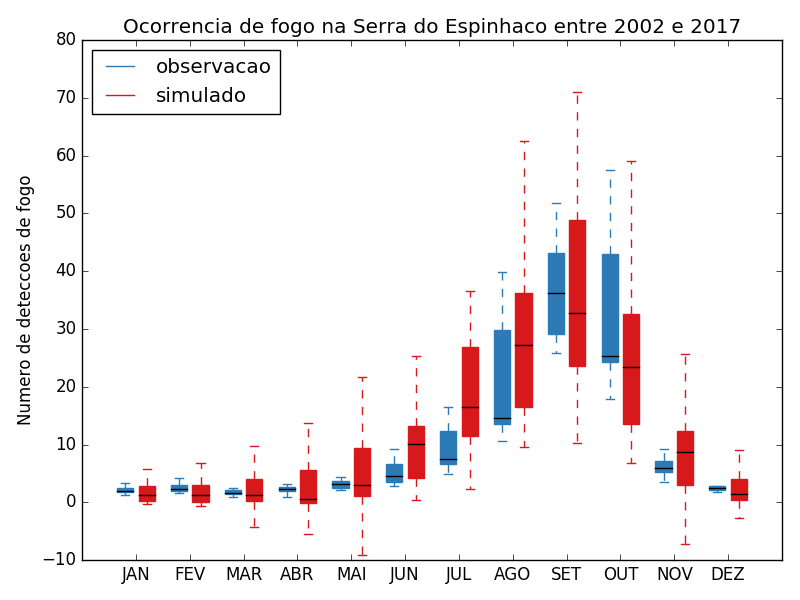 Ocorrencia de fogo na Serra do Espinhaco entre 2002 e 2017
80
70
60
50
40
30
20
10
0
−10
Numero de deteccoes de fogo
observacao
simulado
JAN FEV MAR ABR MAI JUN JUL AGO SET OUT NOV DEZ